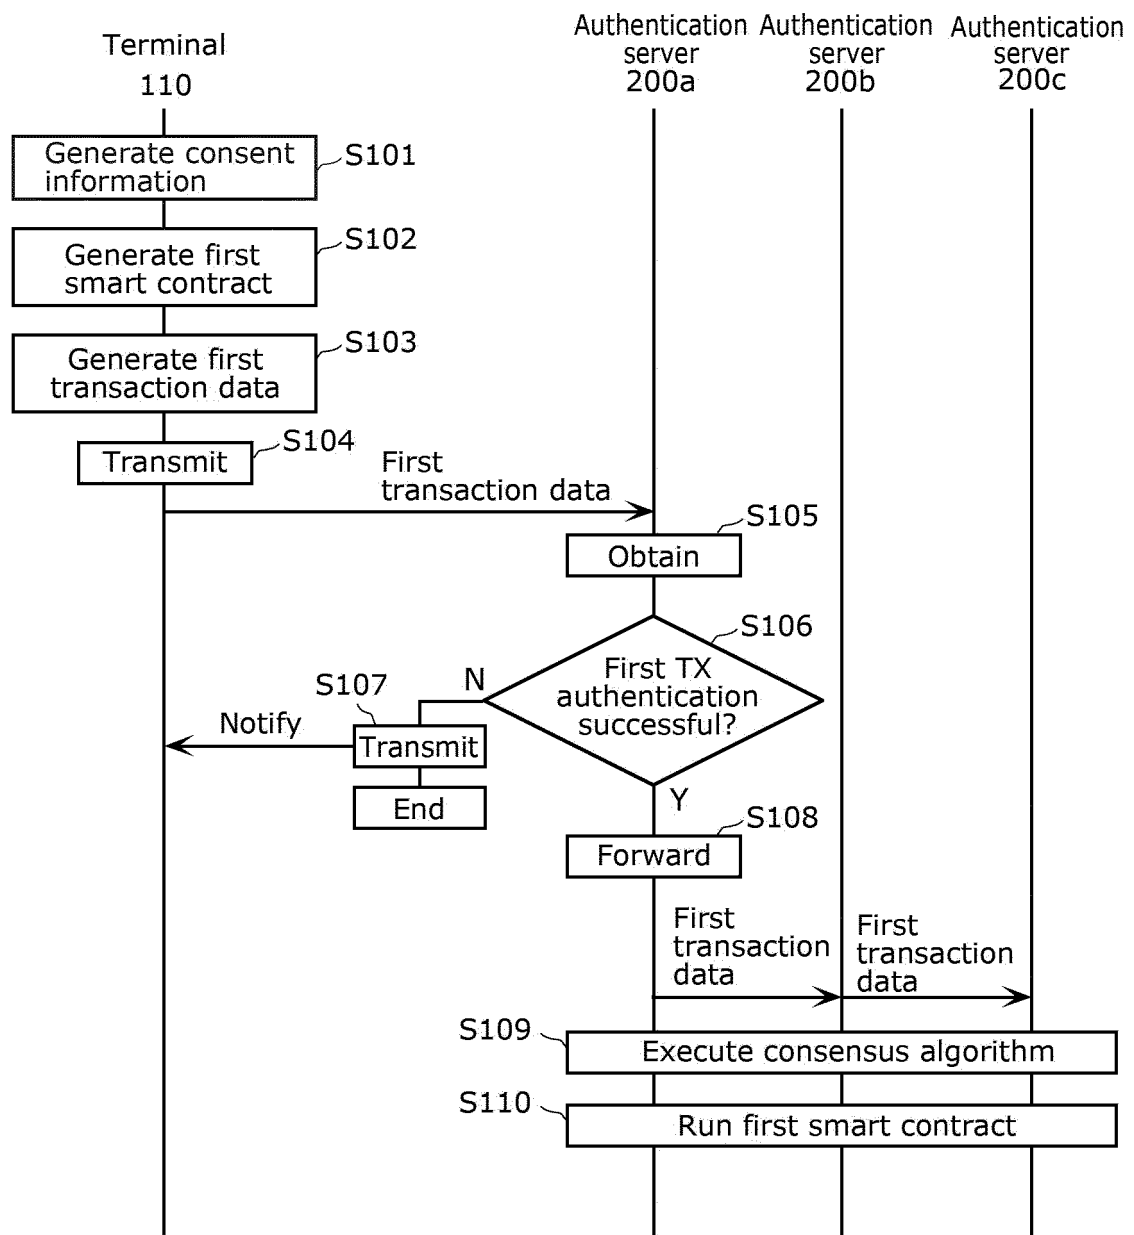 Terminal
110
Authentication
server
200a
Authentication
server
200b
Authentication
server
200c
Generate consent
information
S101
Generate first
smart contract
S102
Generate first
transaction data
S103
Transmit
S104
First
transaction data
S105
Obtain
S106
First TX
authentication
successful?
N
S107
Notify
Transmit
End
Y
S108
Forward
First
transaction
data
First
transaction
data
S109
Execute consensus algorithm
S110
Run first smart contract